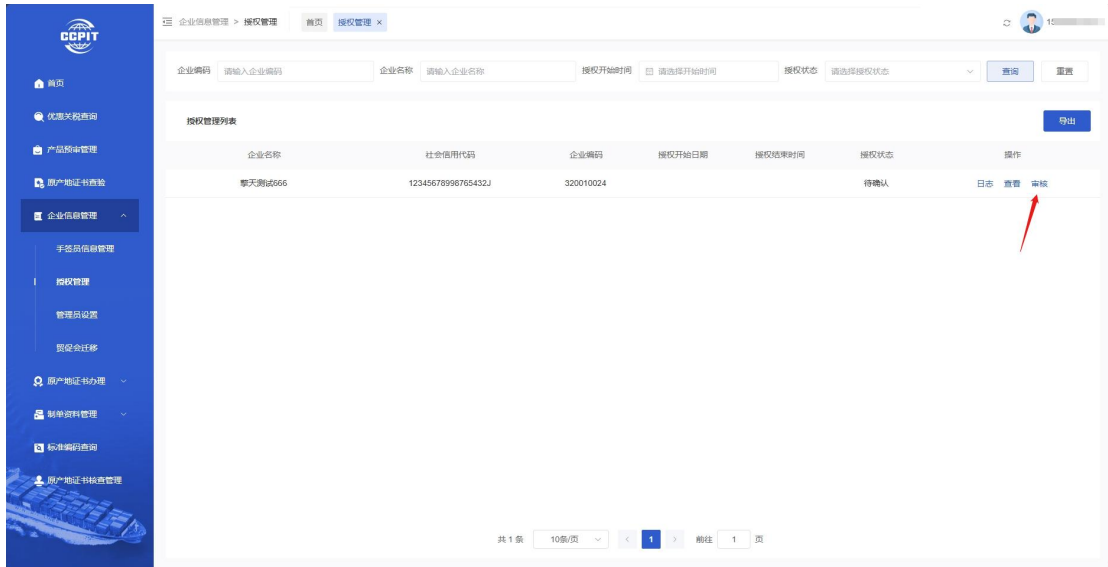 CCPIT
首页
优惠关税查询
产品预审管理
原产地证书查验
企业信息管理
手签员信息管理
授权管理
管理员设置
贸促会迁移
原产地证书办理
制单资料管理
标准编码查询
原产地证书核查管理
企业信息管理 > 授权管理 首页 授权管理 ×
企业编码 请输入企业编码 企业名称 请输入企业名称 授权开始时间 请选择开始时间 授权状态 请选择授权状态 查询 重置
授权管理列表 导出
企业名称 社会信用代码 企业编码 授权开始日期 授权结束时间 授权状态 操作
擎天测试666 12345678998765432J 320010024 待确认 日志 查看 审核
共 1 条 10条/页 < 1 > 前往 1 页